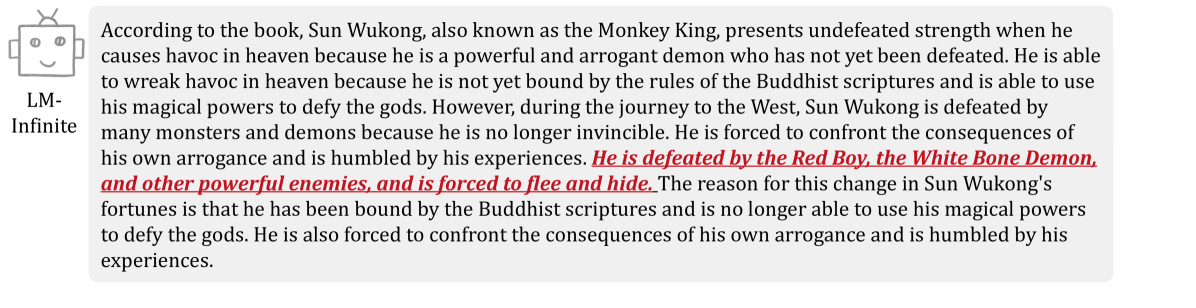 LM-
Infinite
According to the book, Sun Wukong, also known as the Monkey King, presents undefeated strength when he
causes havoc in heaven because he is a powerful and arrogant demon who has not yet been defeated. He is able
to wreak havoc in heaven because he is not yet bound by the rules of the Buddhist scriptures and is able to use
his magical powers to defy the gods. However, during the journey to the West, Sun Wukong is defeated by
many monsters and demons because he is no longer invincible. He is forced to confront the consequences of
his own arrogance and is humbled by his experiences. He is defeated by the Red Boy, the White Bone Demon,
and other powerful enemies, and is forced to flee and hide. The reason for this change in Sun Wukong's
fortunes is that he has been bound by the Buddhist scriptures and is no longer able to use his magical powers
to defy the gods. He is also forced to confront the consequences of his own arrogance and is humbled by his
experiences.